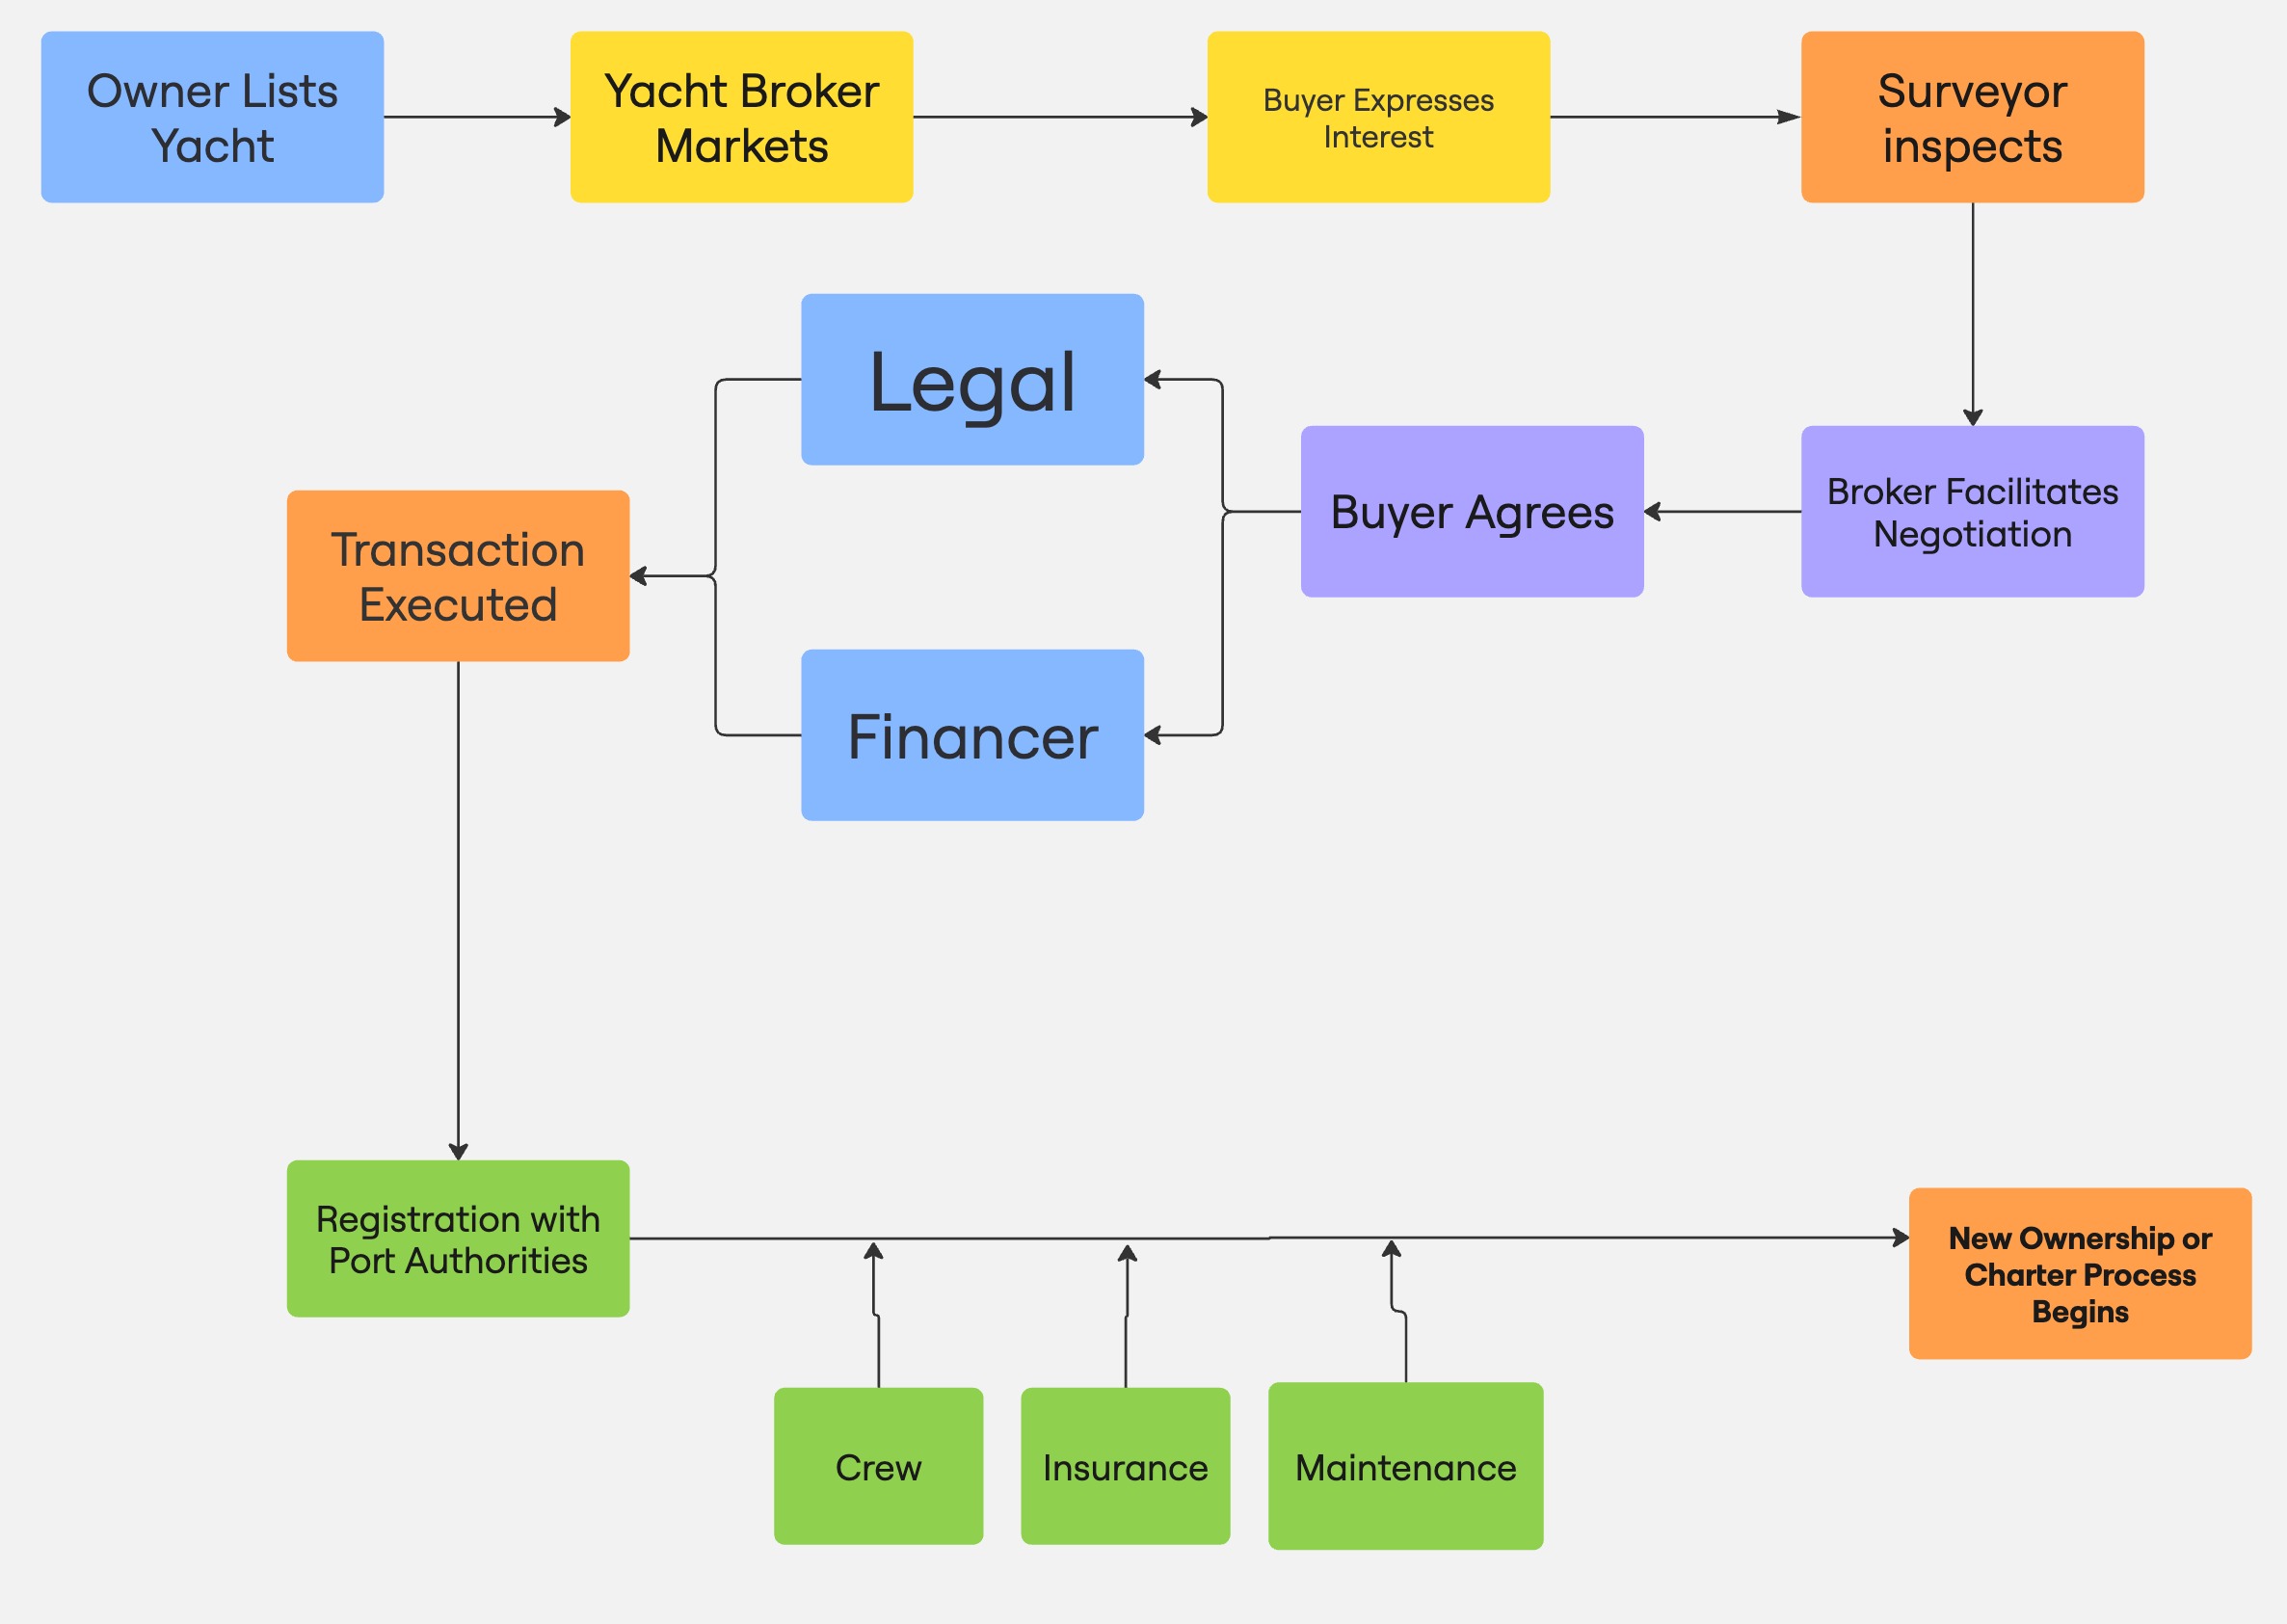 Owner Lists
Yacht
Yacht Broker
Markets
Buyer Expresses
Interest
Surveyor
inspects
Legal
Buyer Agrees
Broker Facilitates
Negotiation
Transaction
Executed
Financer
Registration with
Port Authorities
New Ownership or
Charter Process
Begins
Crew
Insurance
Maintenance